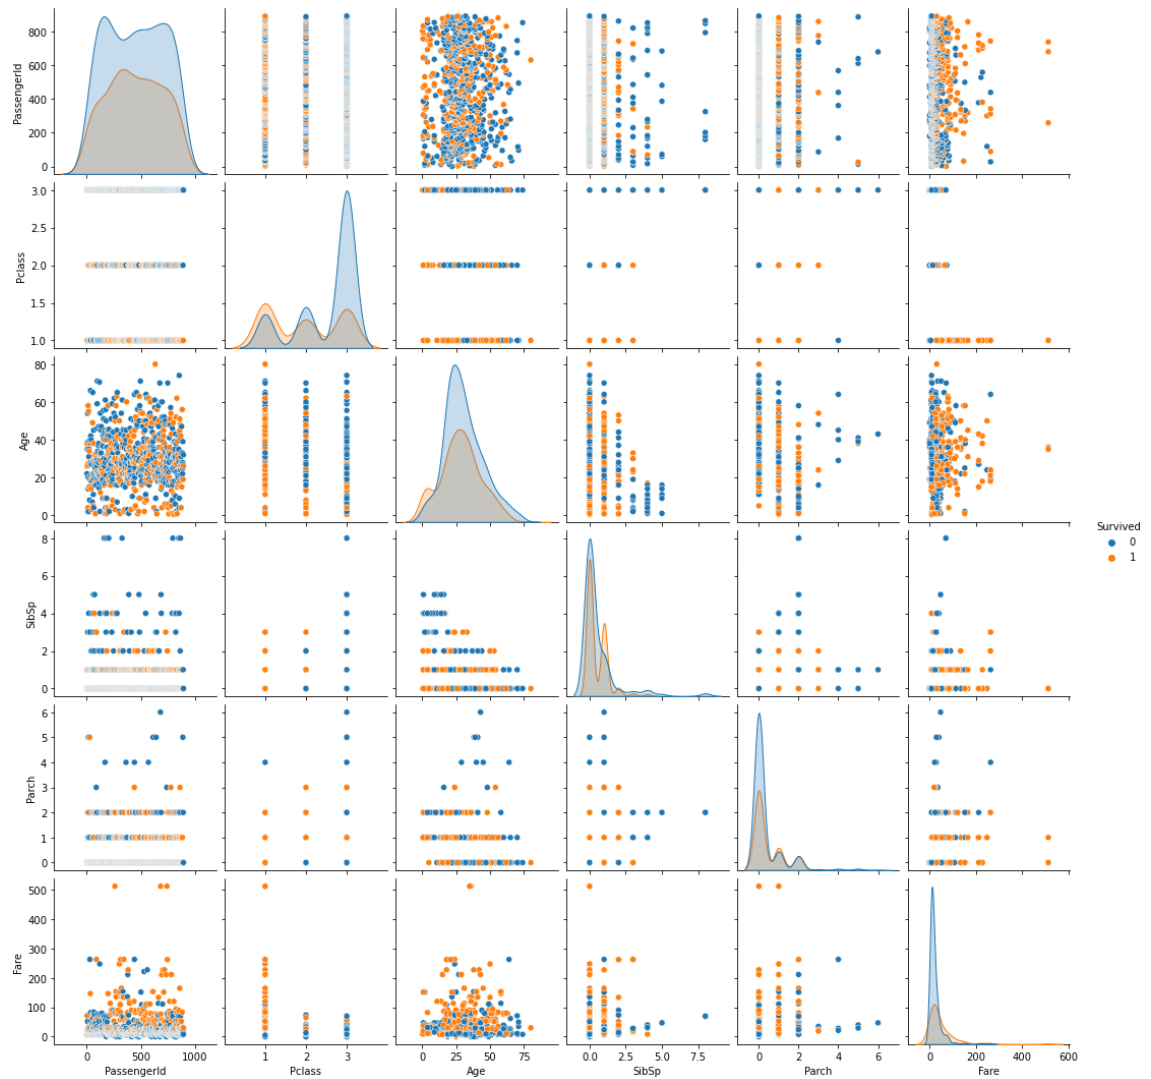 PassengerId
800
600
400
200
0
Pclass
3.0
2.5
2.0
1.5
1.0
Age
80
60
40
20
0
Survived
0
1
SibSp
8
6
4
2
0
Parch
6
5
4
3
2
1
0
Fare
500
400
300
200
100
0
0 500 1000
1 2 3
0 25 50 75
0.0 2.5 5.0 7.5
0 2 4 6
0 200 400 600
PassengerId Pclass Age SibSp Parch Fare